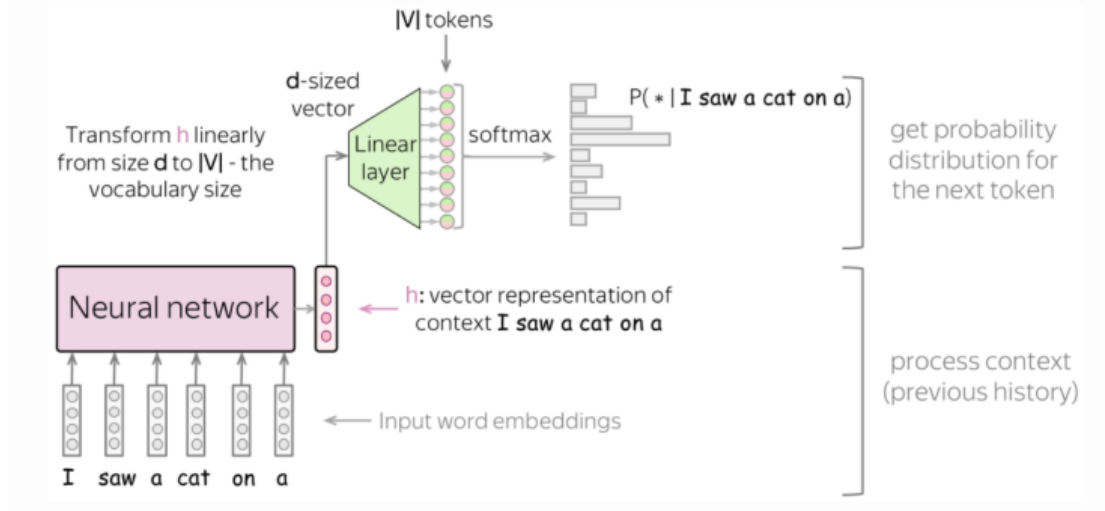 |V| tokens
d-sized
vector
Transform h linearly
from size d to |V| - the
vocabulary size
Linear
layer
softmax
P( * | I saw a cat on a)
get probability
distribution for
the next token
Neural network
h: vector representation of
context I saw a cat on a
process context
(previous history)
Input word embeddings
I saw a cat on a